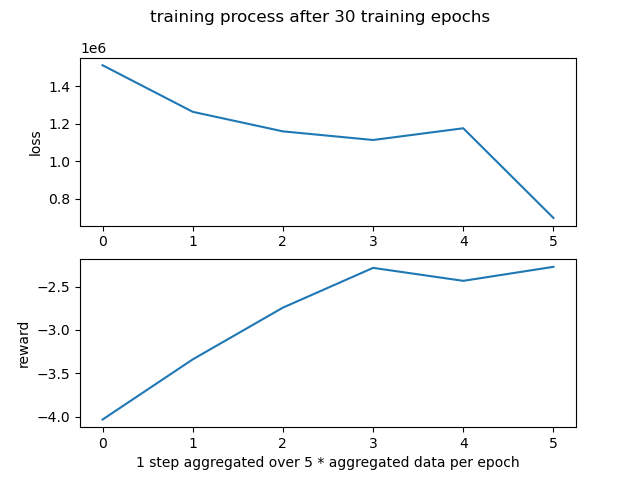 training process after 30 training epochs
1e6
1.4
1.2
1.0
0.8
loss
0 1 2 3 4 5
−2.5
−3.0
−3.5
−4.0
reward
0 1 2 3 4 5
1 step aggregated over 5 * aggregated data per epoch